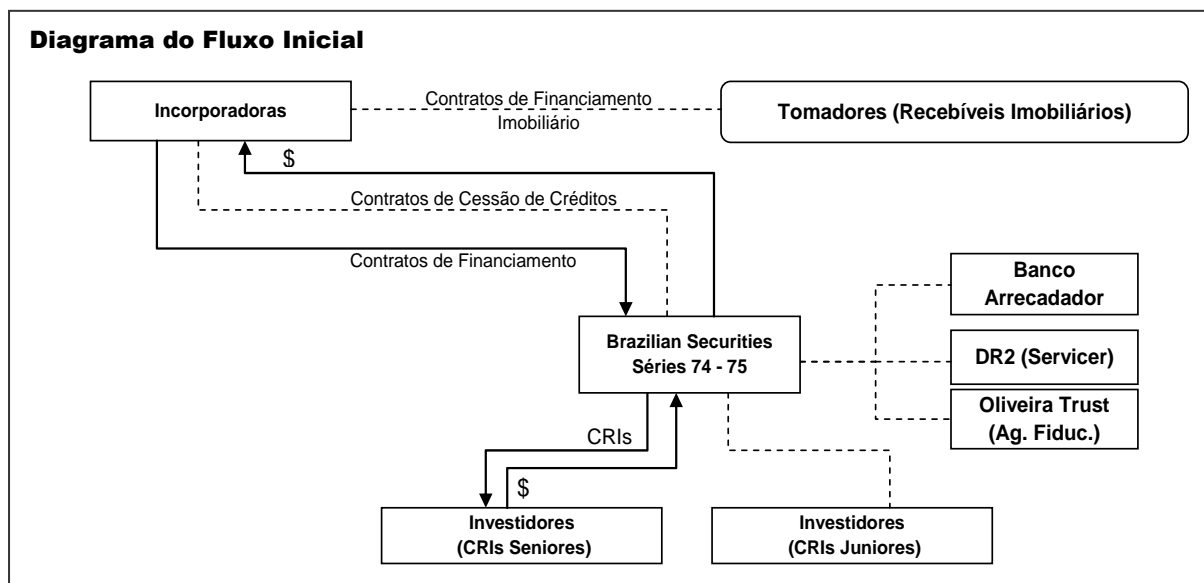 Diagrama do Fluxo Inicial
Incorporadoras
Contratos de Financiamento
Imobiliário
Tomadores (Recebíveis Imobiliários)
$
Contratos de Cessão de Créditos
Contratos de Financiamento
Banco
Arrecadador
Brazilian Securities
Séries 74 - 75
DR2 (Servicer)
Oliveira Trust
(Ag. Fiduc.)
CRIs
$
Investidores
(CRIs Seniores)
Investidores
(CRIs Juniores)